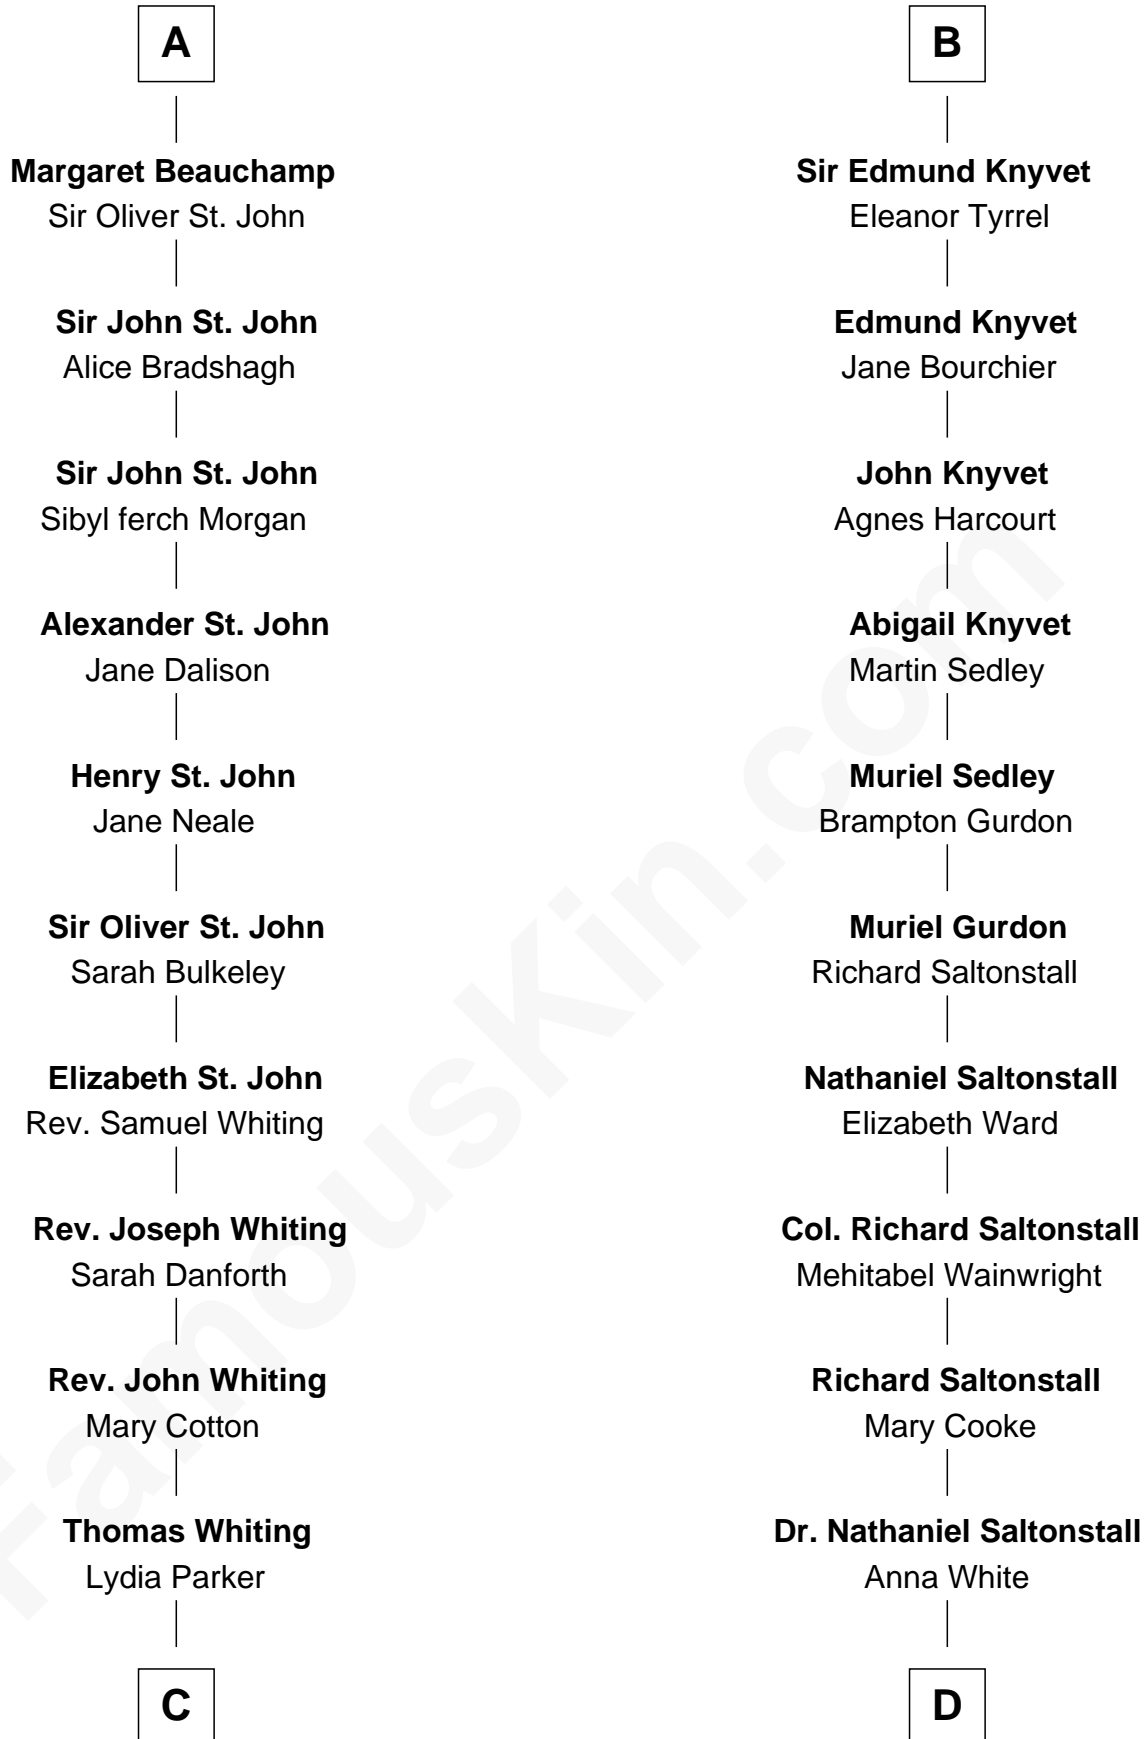 A
Margaret Beauchamp
Sir Oliver St. John
Sir John St. John
Alice Bradshagh
Sir John St. John
Sibyl ferch Morgan
Alexander St. John
Jane Dalison
Henry St. John
Jane Neale
Sir Oliver St. John
Sarah Bulkeley
Elizabeth St. John
Rev. Samuel Whiting
Rev. Joseph Whiting
Sarah Danforth
Rev. John Whiting
Mary Cotton
Thomas Whiting
Lydia Parker
C
B
Sir Edmund Knyvet
Eleanor Tyrrel
Edmund Knyvet
Jane Bourchier
John Knyvet
Agnes Harcourt
Abigail Knyvet
Martin Sedley
Muriel Sedley
Brampton Gurdon
Muriel Gurdon
Richard Saltonstall
Nathaniel Saltonstall
Elizabeth Ward
Col. Richard Saltonstall
Mehitabel Wainwright
Richard Saltonstall
Mary Cooke
Dr. Nathaniel Saltonstall
Anna White
D
FamousKin.com